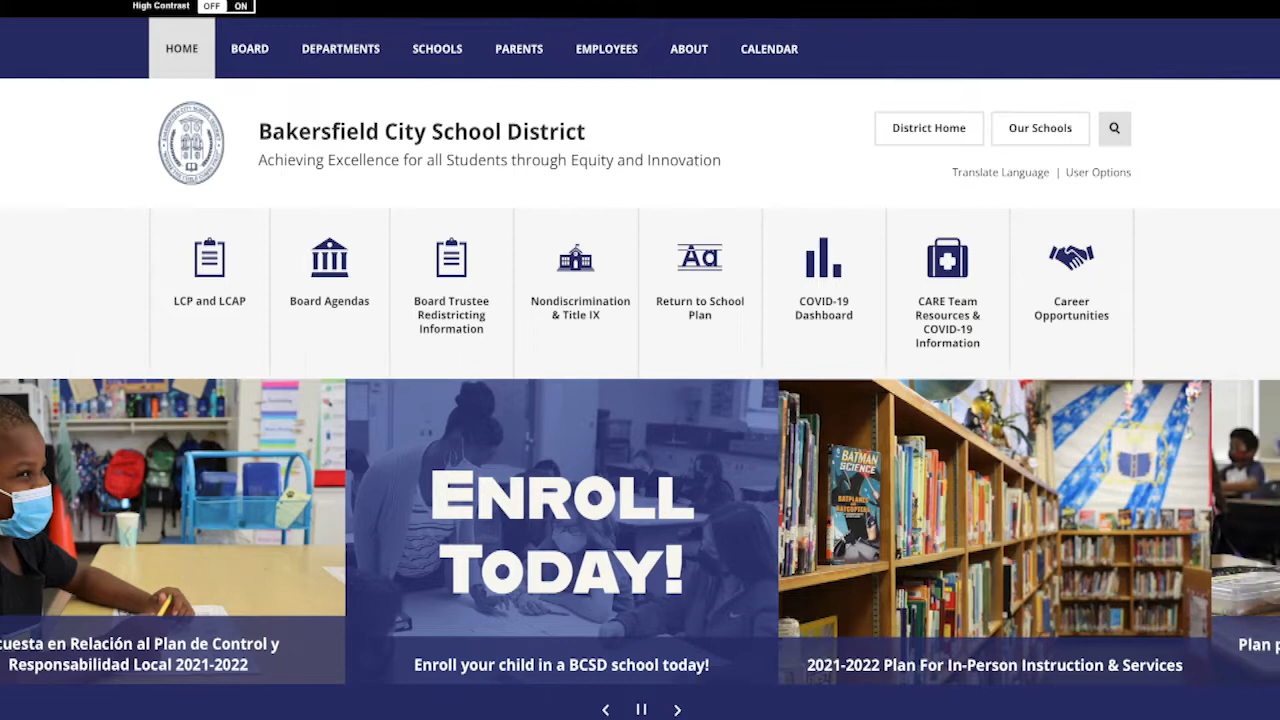 High Contrast OFF ON
HOME BOARD DEPARTMENTS SCHOOLS PARENTS EMPLOYEES ABOUT CALENDAR
Bakersfield City School District
Achieving Excellence for all Students through Equity and Innovation
District Home
Our Schools
Translate Language | User Options
LCP and LCAP
Board Agendas
Board Trustee
Redistricting
Information
Nondiscrimination
& Title IX
Aa
Return to School
Plan
COVID-19
Dashboard
CARE Team
Resources &
COVID-19
Information
Career
Opportunities
cuesta en Relación al Plan de Control y
Responsabilidad Local 2021-2022
ENROLL
TODAY!
Enroll your child in a BCSD school today!
BATMAN
SCIENCE
2021-2022 Plan For In-Person Instruction & Services
Plan p